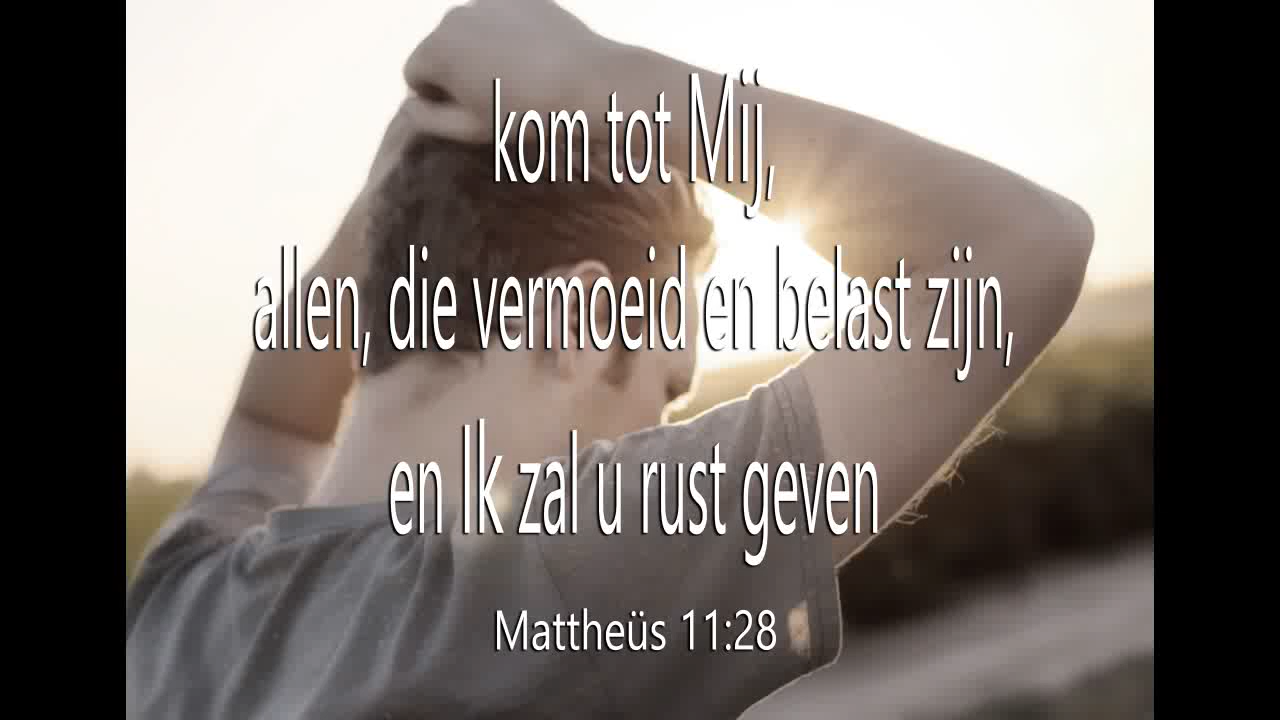 kom tot Mij,
allen, die vermoeid en belast zijn,
en Ik zal u rust geven
Mattheüs 11:28